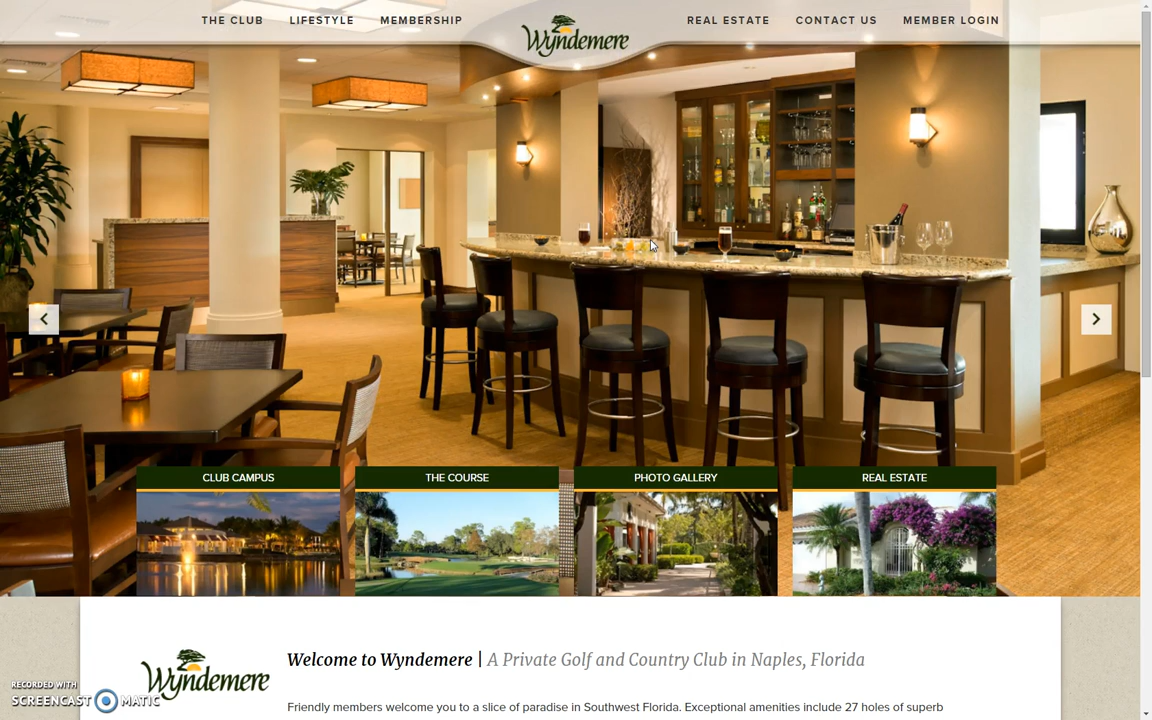 THE CLUB LIFESTYLE MEMBERSHIP Wyndemere REAL ESTATE CONTACT US MEMBER LOGIN
CLUB CAMPUS THE COURSE PHOTO GALLERY REAL ESTATE
Wyndemere
Welcome to Wyndemere | A Private Golf and Country Club in Naples, Florida
Friendly members welcome you to a slice of paradise in Southwest Florida. Exceptional amenities include 27 holes of superb
RECORDED WITH
SCREENCAST MATIC